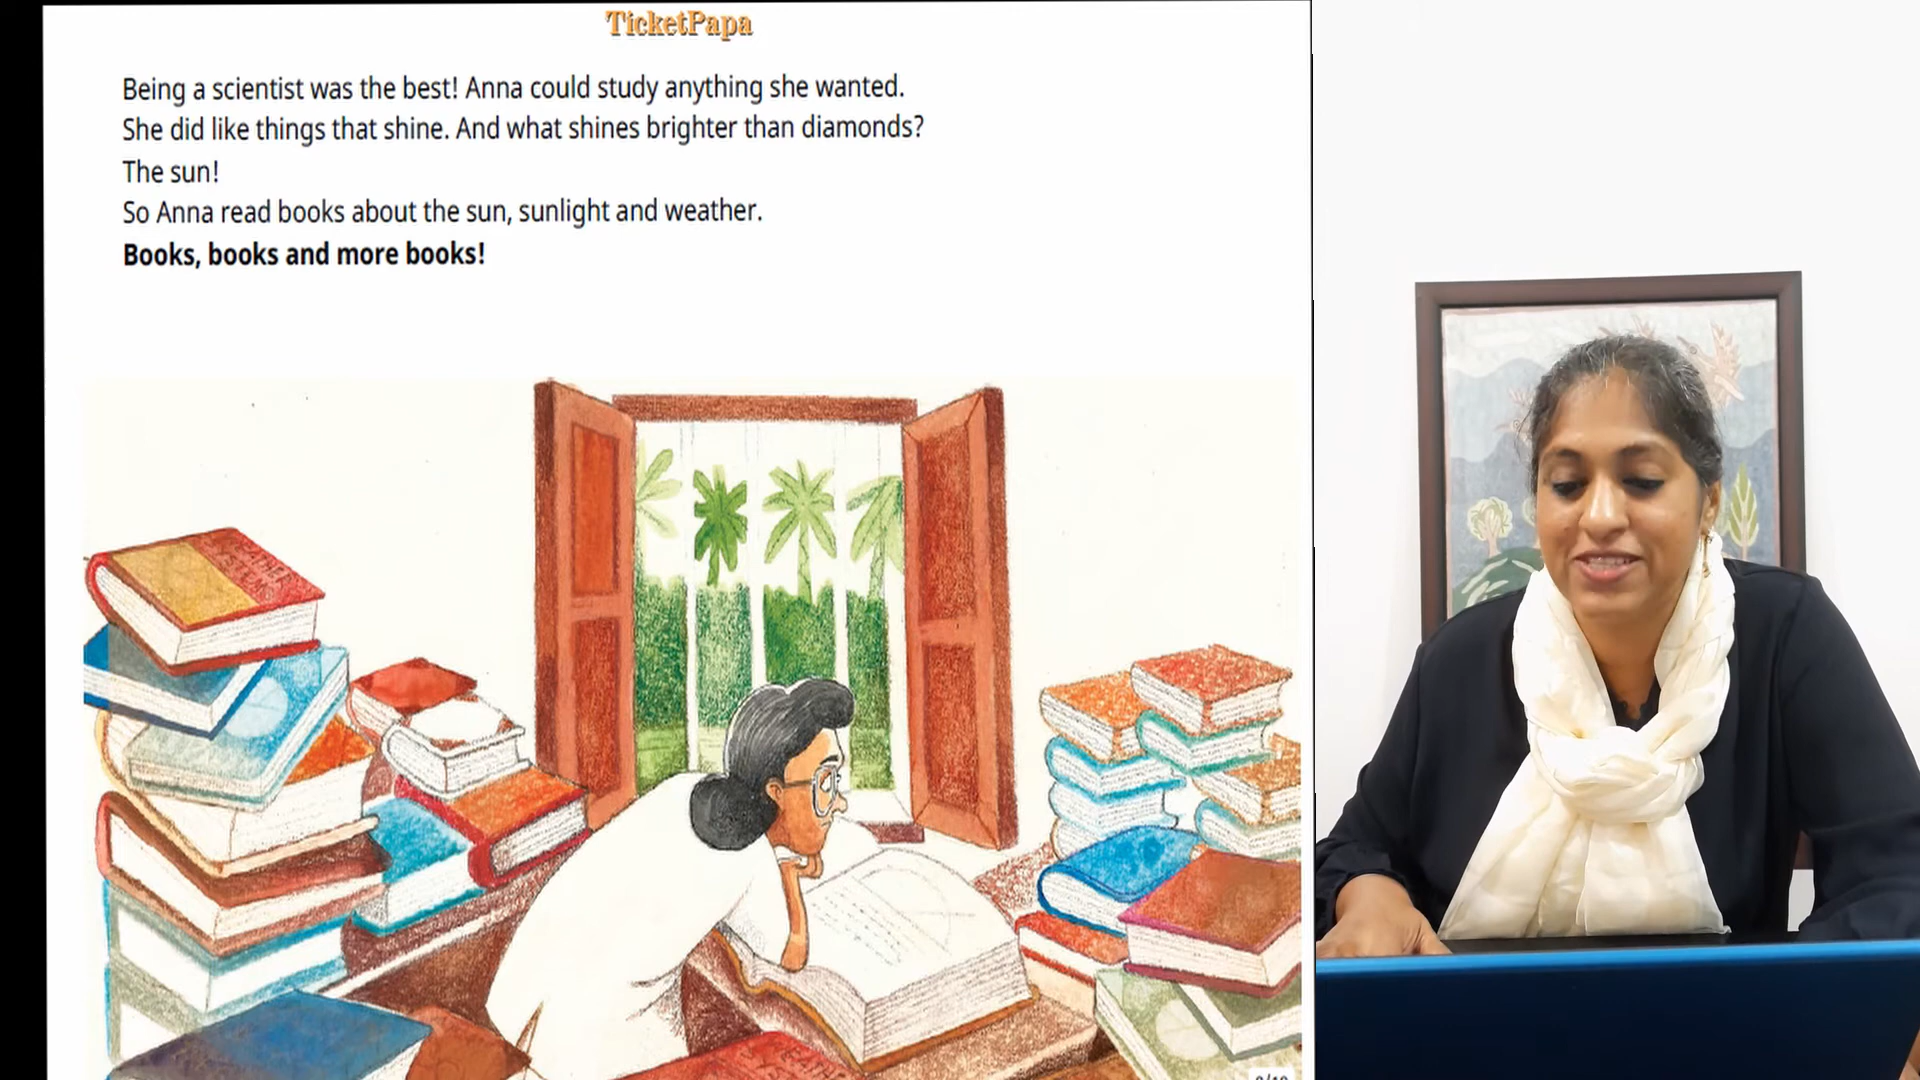 TicketPapa
Being a scientist was the best! Anna could study anything she wanted.
She did like things that shine. And what shines brighter than diamonds?
The sun!
So Anna read books about the sun, sunlight and weather.
Books, books and more books!